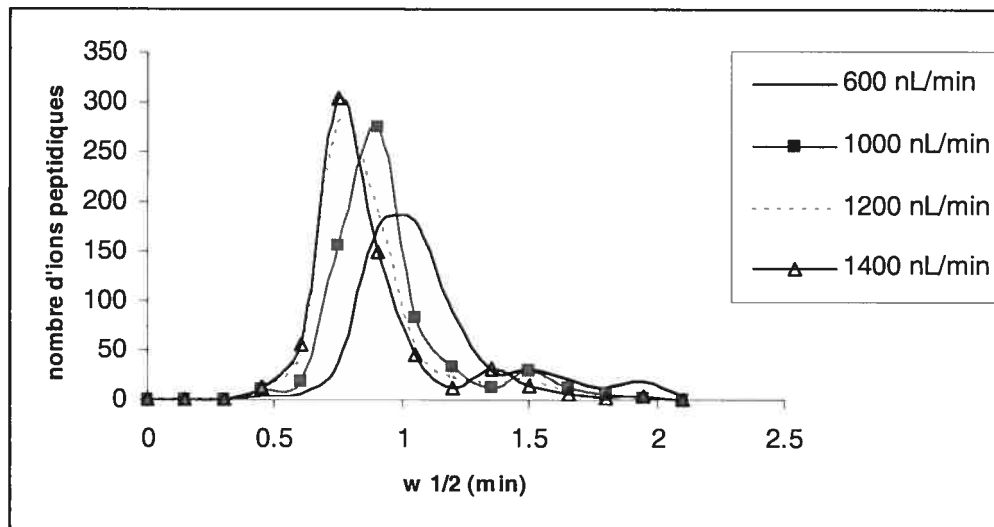 nombre d'ions peptidiques
350
300
250
200
150
100
50
0
0 0.5 1 1.5 2 2.5
w 1/2 (min)
600 nL/min
1000 nL/min
1200 nL/min
1400 nL/min